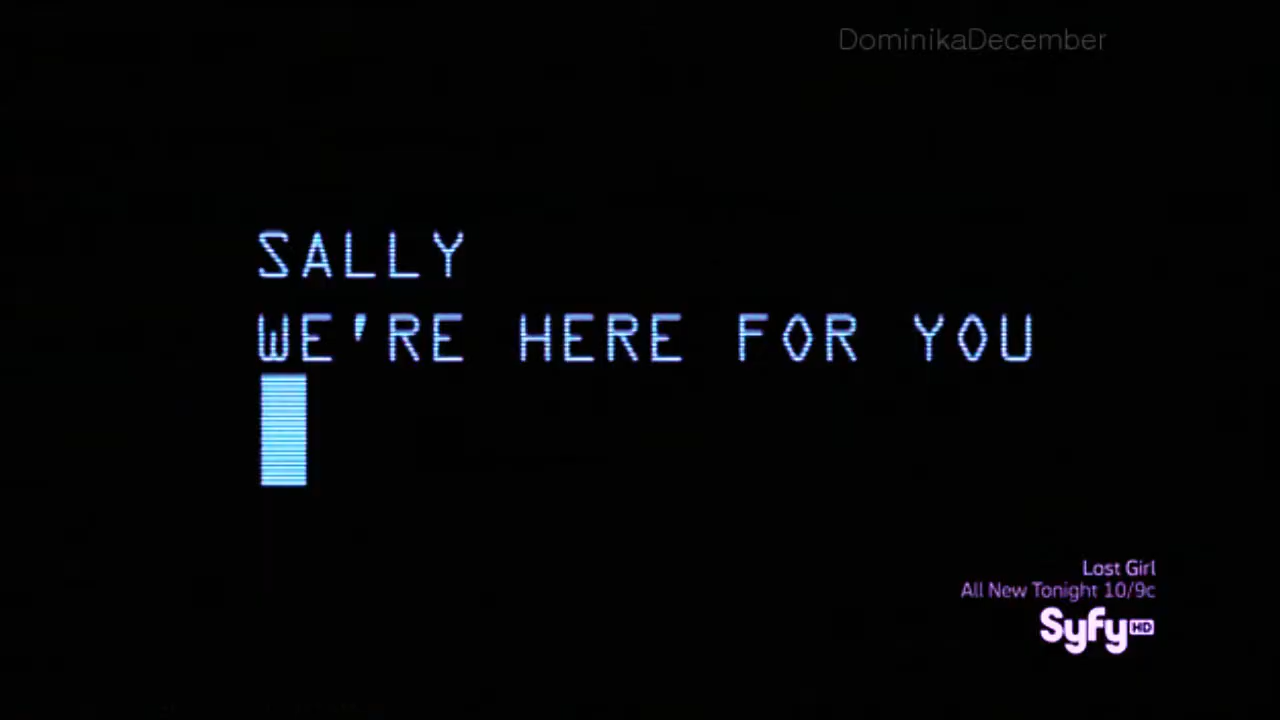 DominikaDecember
SALLY
WE'RE HERE FOR YOU
Lost Girl
All New Tonight 10/9c
Syfy HD